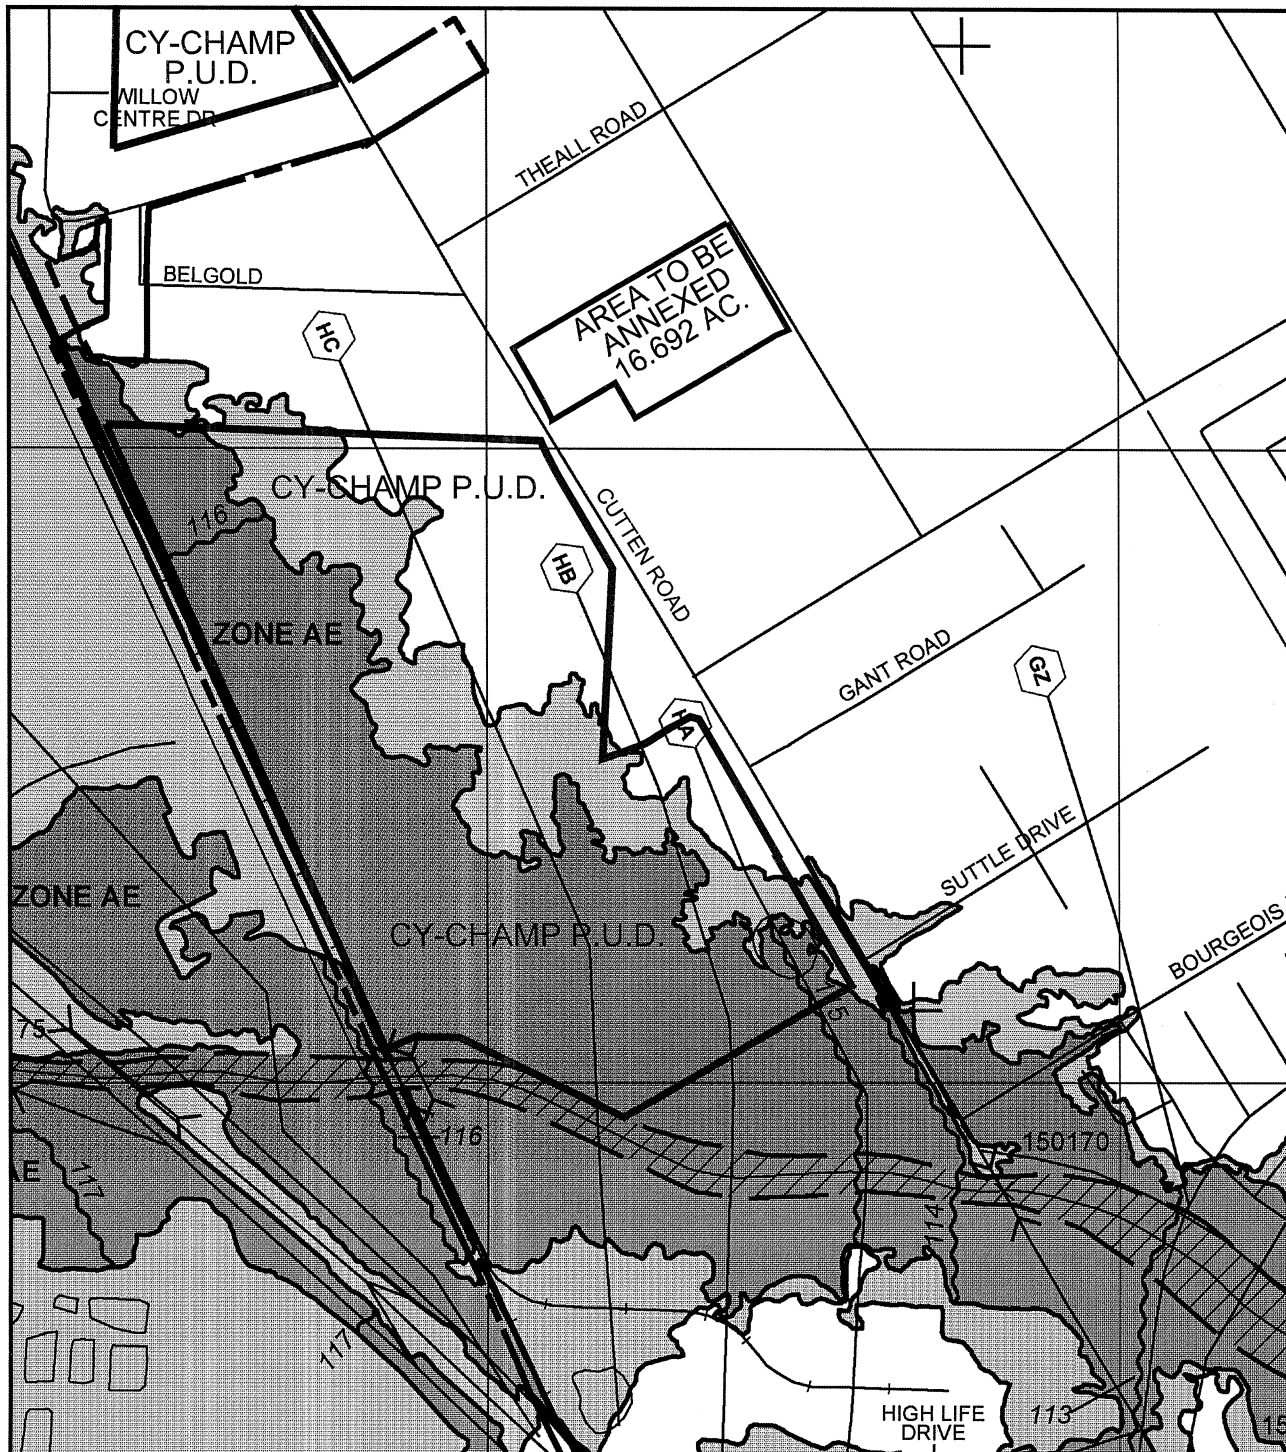 CY-CHAMP
P.U.D.
WILLOW
CENTRE DR
THEALL ROAD
BELGOLD
AREA TO BE
ANNEXED
16.692 AC.
HC
CY-CHAMP P.U.D.
116
CUTTEN ROAD
HB
ZONE AE
GANT ROAD
GZ
HA
SUTTLE DRIVE
ZONE AE
CY-CHAMP P.U.D.
BOURGEOIS
75
116
150170
AE
117
114
117
HIGH LIFE
DRIVE
113